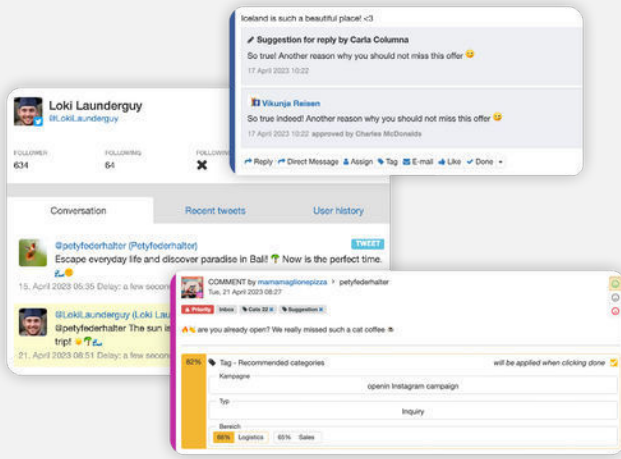 Iceland is such a beautiful place! <3
Suggestion for reply by Carla Columna
So true! Another reason why you should not miss this offer 😊
17 April 2023 10:22
Vikunja Reisen
So true indeed! Another reason why you should not miss this offer 😊
17 April 2023 10:22 approved by Charles McDonalds
Reply Direct Message Assign Tag E-mail Like Done
Loki Launderguy
@LokiLaunderguy
FOLLOWER FOLLOWING FOLLOWING
634 64 ✖
Conversation Recent tweets User history
@petyfederhalter (Petyfederhalter) TWEET
Escape everyday life and discover paradise in Bali! 🌴 Now is the perfect time.
15. April 2023 05:35 Delay: a few secon
@LokiLaunderguy (Loki Lau
@petyfederhalter The sun is
trip! ☀️🌴
21. April 2023 08:51 Delay: a few secon
COMMENT by mamamaglionepizza > petyfederhalter
Tue, 21 April 2023 08:27
Priority Inbox Cats 22 x Suggestion x
are you already open? We really missed such a cat coffee
82% Tag - Recommended categories will be applied when clicking done
Kampagne
openin Instagram campaign
Typ
Inquiry
Bereich
86% Logistics 65% Sales